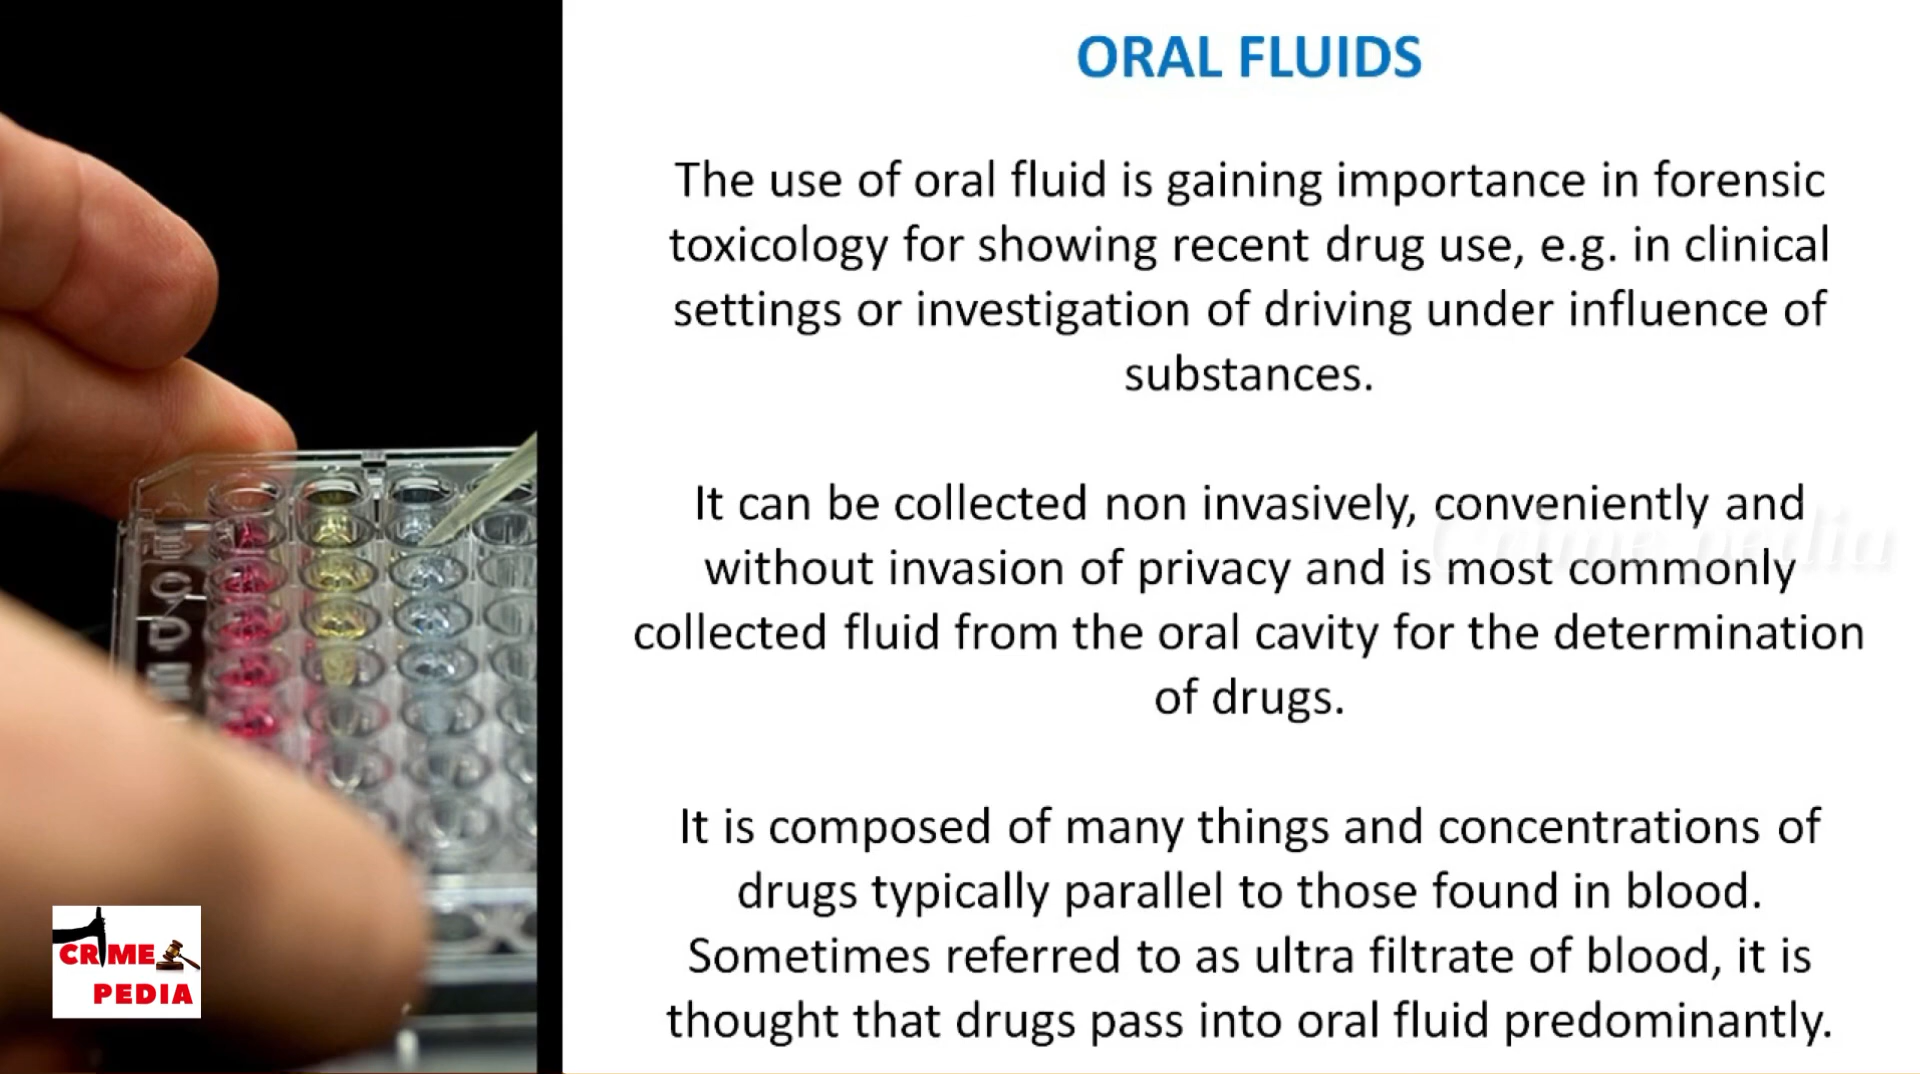 ORAL FLUIDS
The use of oral fluid is gaining importance in forensic
toxicology for showing recent drug use, e.g. in clinical
settings or investigation of driving under influence of
substances.
It can be collected non invasively, conveniently and
without invasion of privacy and is most commonly
collected fluid from the oral cavity for the determination
of drugs.
It is composed of many things and concentrations of
drugs typically parallel to those found in blood.
Sometimes referred to as ultra filtrate of blood, it is
thought that drugs pass into oral fluid predominantly.
Crime pedia
B
C
D
E
CRIME
PEDIA